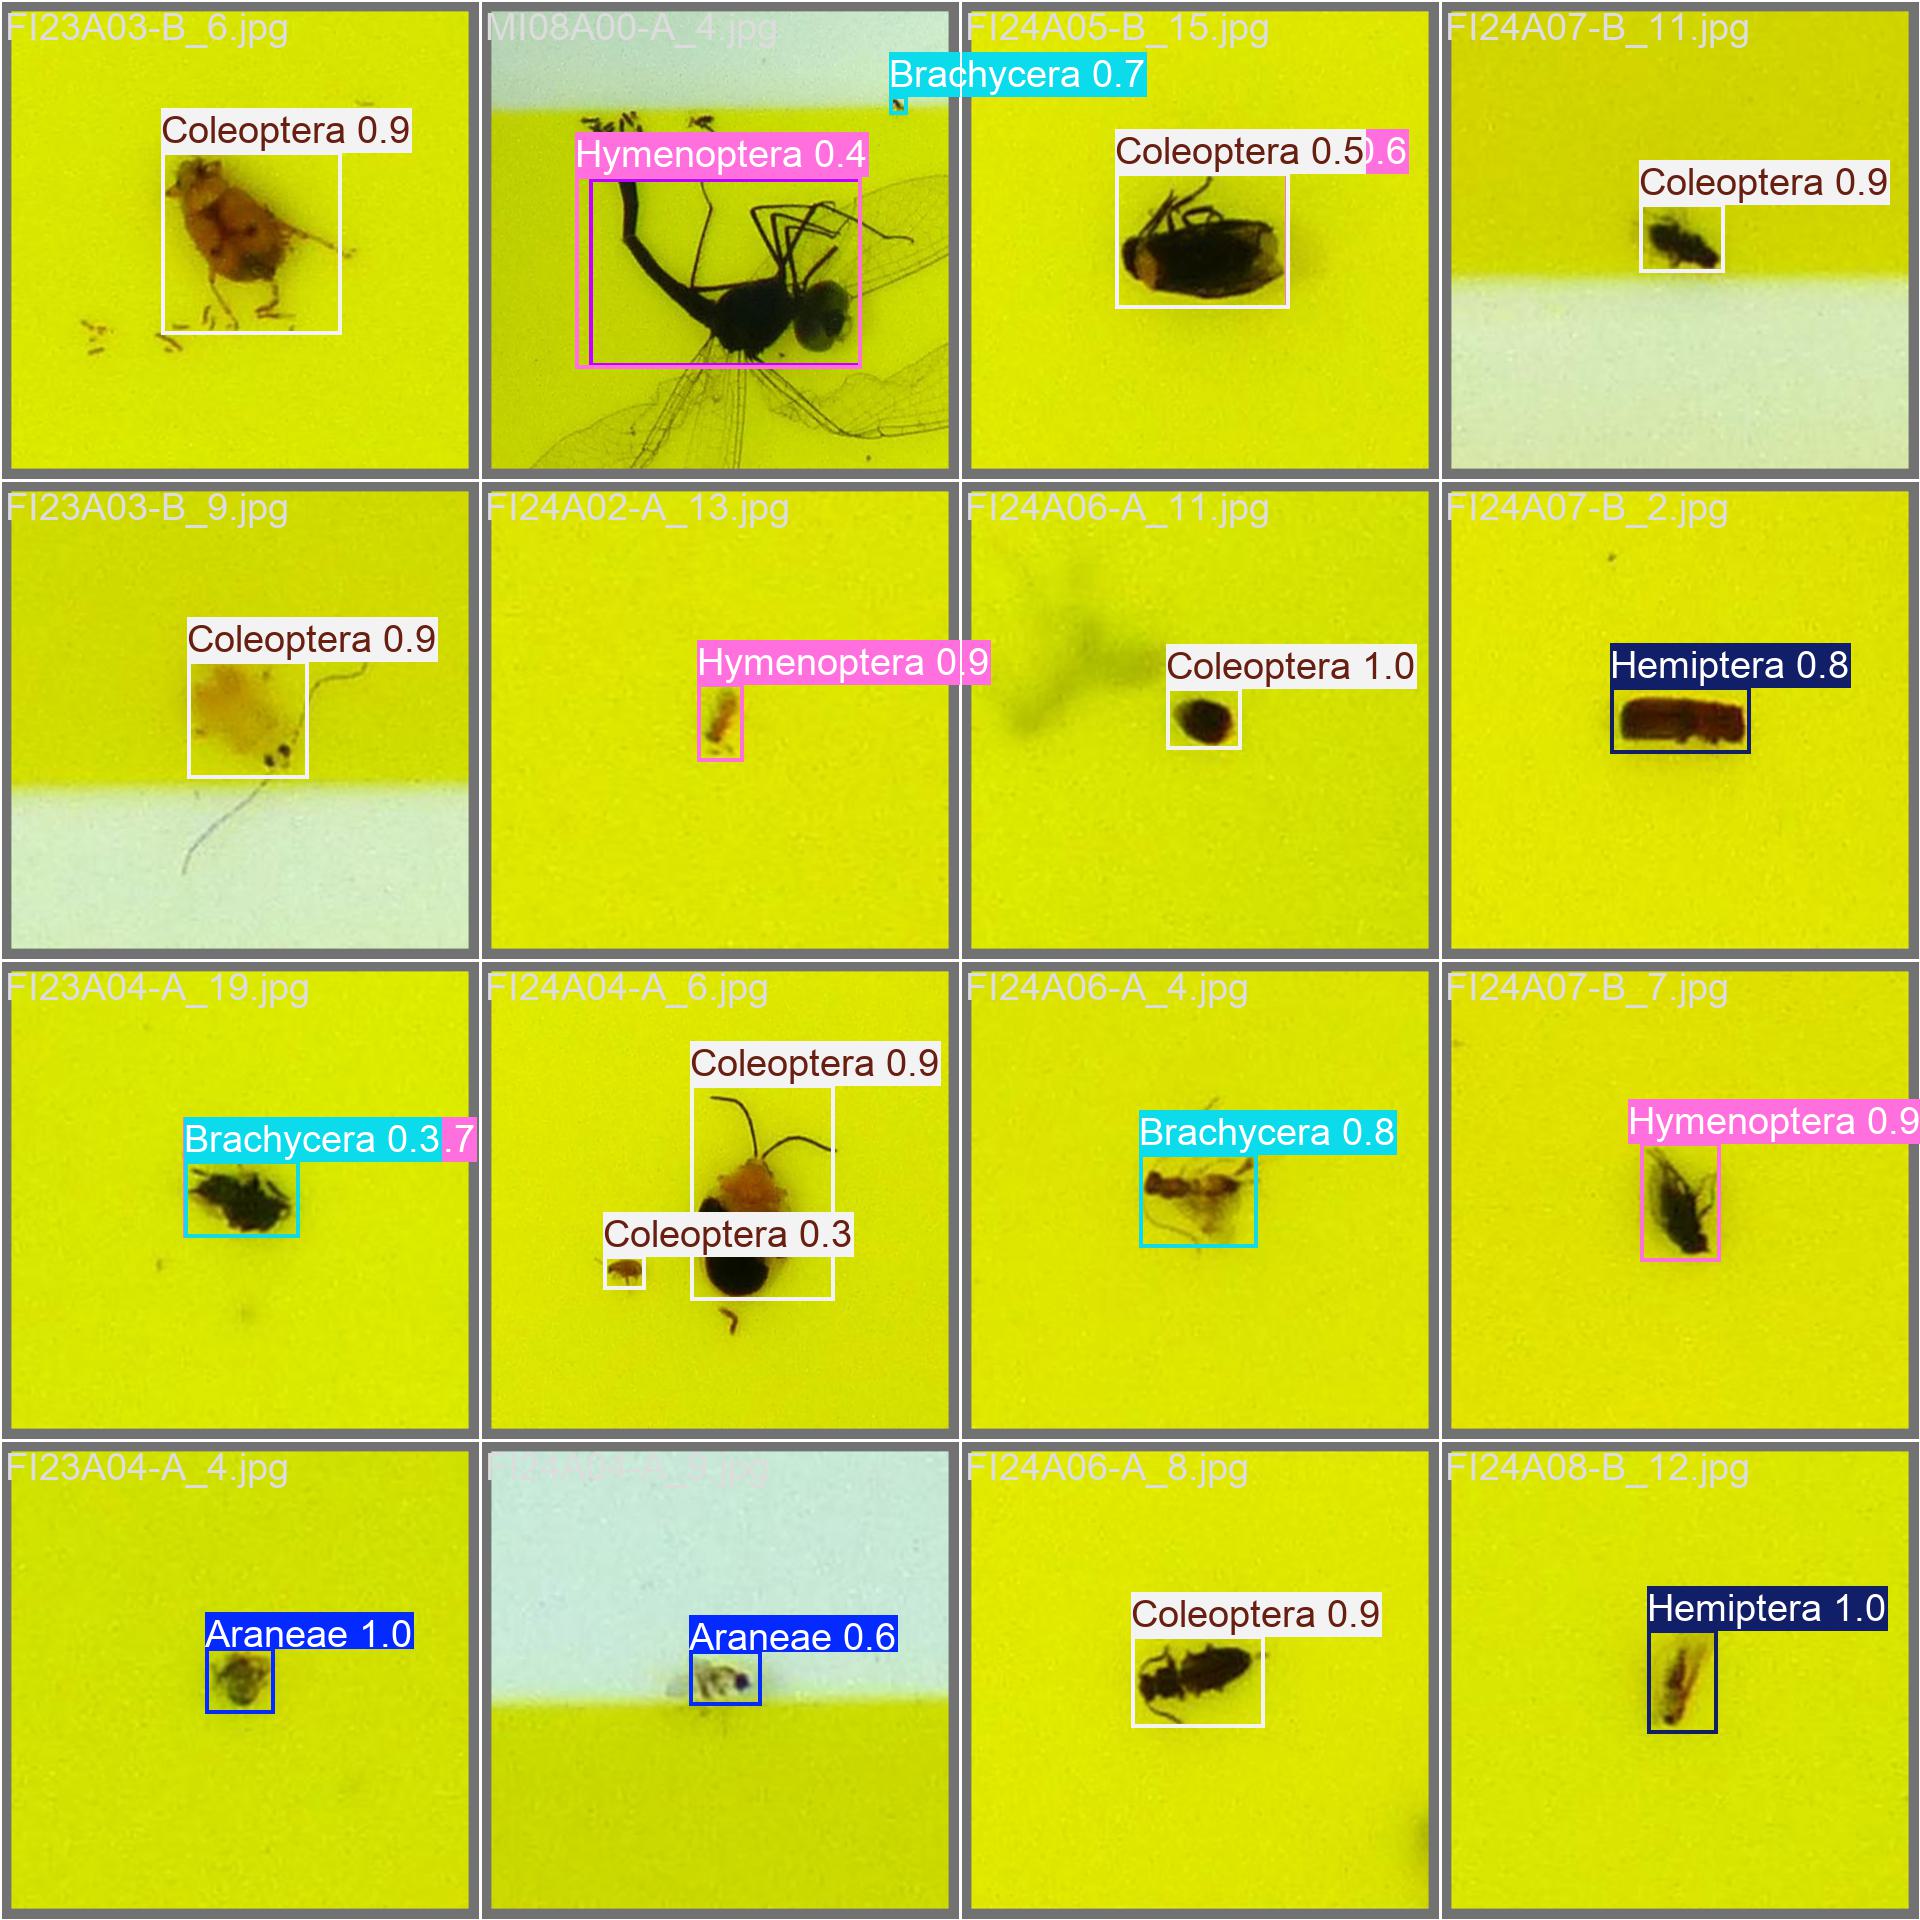 FI23A03-B_6.jpg
Coleoptera 0.9
MI08A00-A_4.jpg
Brachycera 0.7
Hymenoptera 0.4
FI24A05-B_15.jpg
Coleoptera 0.5
0.6
FI24A07-B_11.jpg
Coleoptera 0.9
FI23A03-B_9.jpg
Coleoptera 0.9
FI24A02-A_13.jpg
Hymenoptera 0.9
FI24A06-A_11.jpg
Coleoptera 1.0
FI24A07-B_2.jpg
Hemiptera 0.8
FI23A04-A_19.jpg
Brachycera 0.3
.7
FI24A04-A_6.jpg
Coleoptera 0.9
Coleoptera 0.3
FI24A06-A_4.jpg
Brachycera 0.8
FI24A07-B_7.jpg
Hymenoptera 0.9
FI23A04-A_4.jpg
Araneae 1.0
FI24A04-A_9.jpg
Araneae 0.6
FI24A06-A_8.jpg
Coleoptera 0.9
FI24A08-B_12.jpg
Hemiptera 1.0